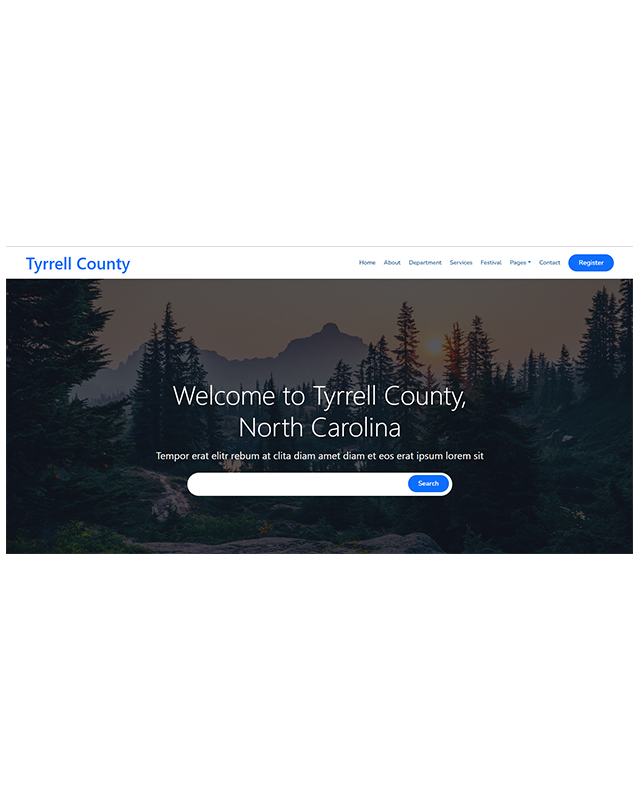 Tyrrell County
Home About Department Services Festival Pages Contact Register
Welcome to Tyrrell County,
North Carolina
Tempor erat elitr rebum at clita diam amet diam et eos erat ipsum lorem sit
Search